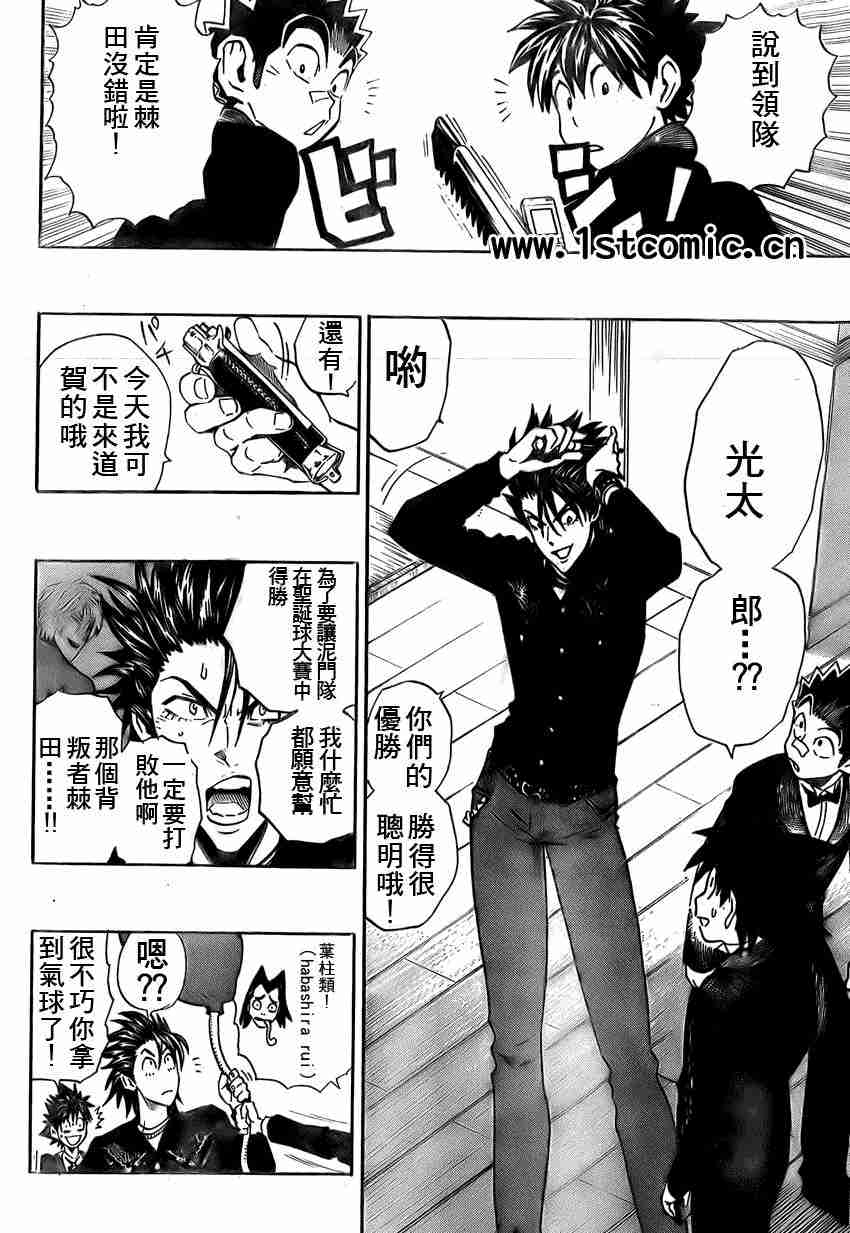 說到領隊
肯定是棘
田沒錯啦！
ビ
www.1stcomic.cn
光太
郎……??
喲
你們的
優勝
勝得很
聰明哦！
還有！
パチ
今天我可
不是來道
賀的哦
為了要讓泥門隊
在聖誕球大賽中
得勝
我什麼忙
都願意幫
一定要打
敗他啊
那個背
叛者棘
田……!!
葉柱類！
(habashira rui)
嗯??
很不巧你拿
到氣球了！